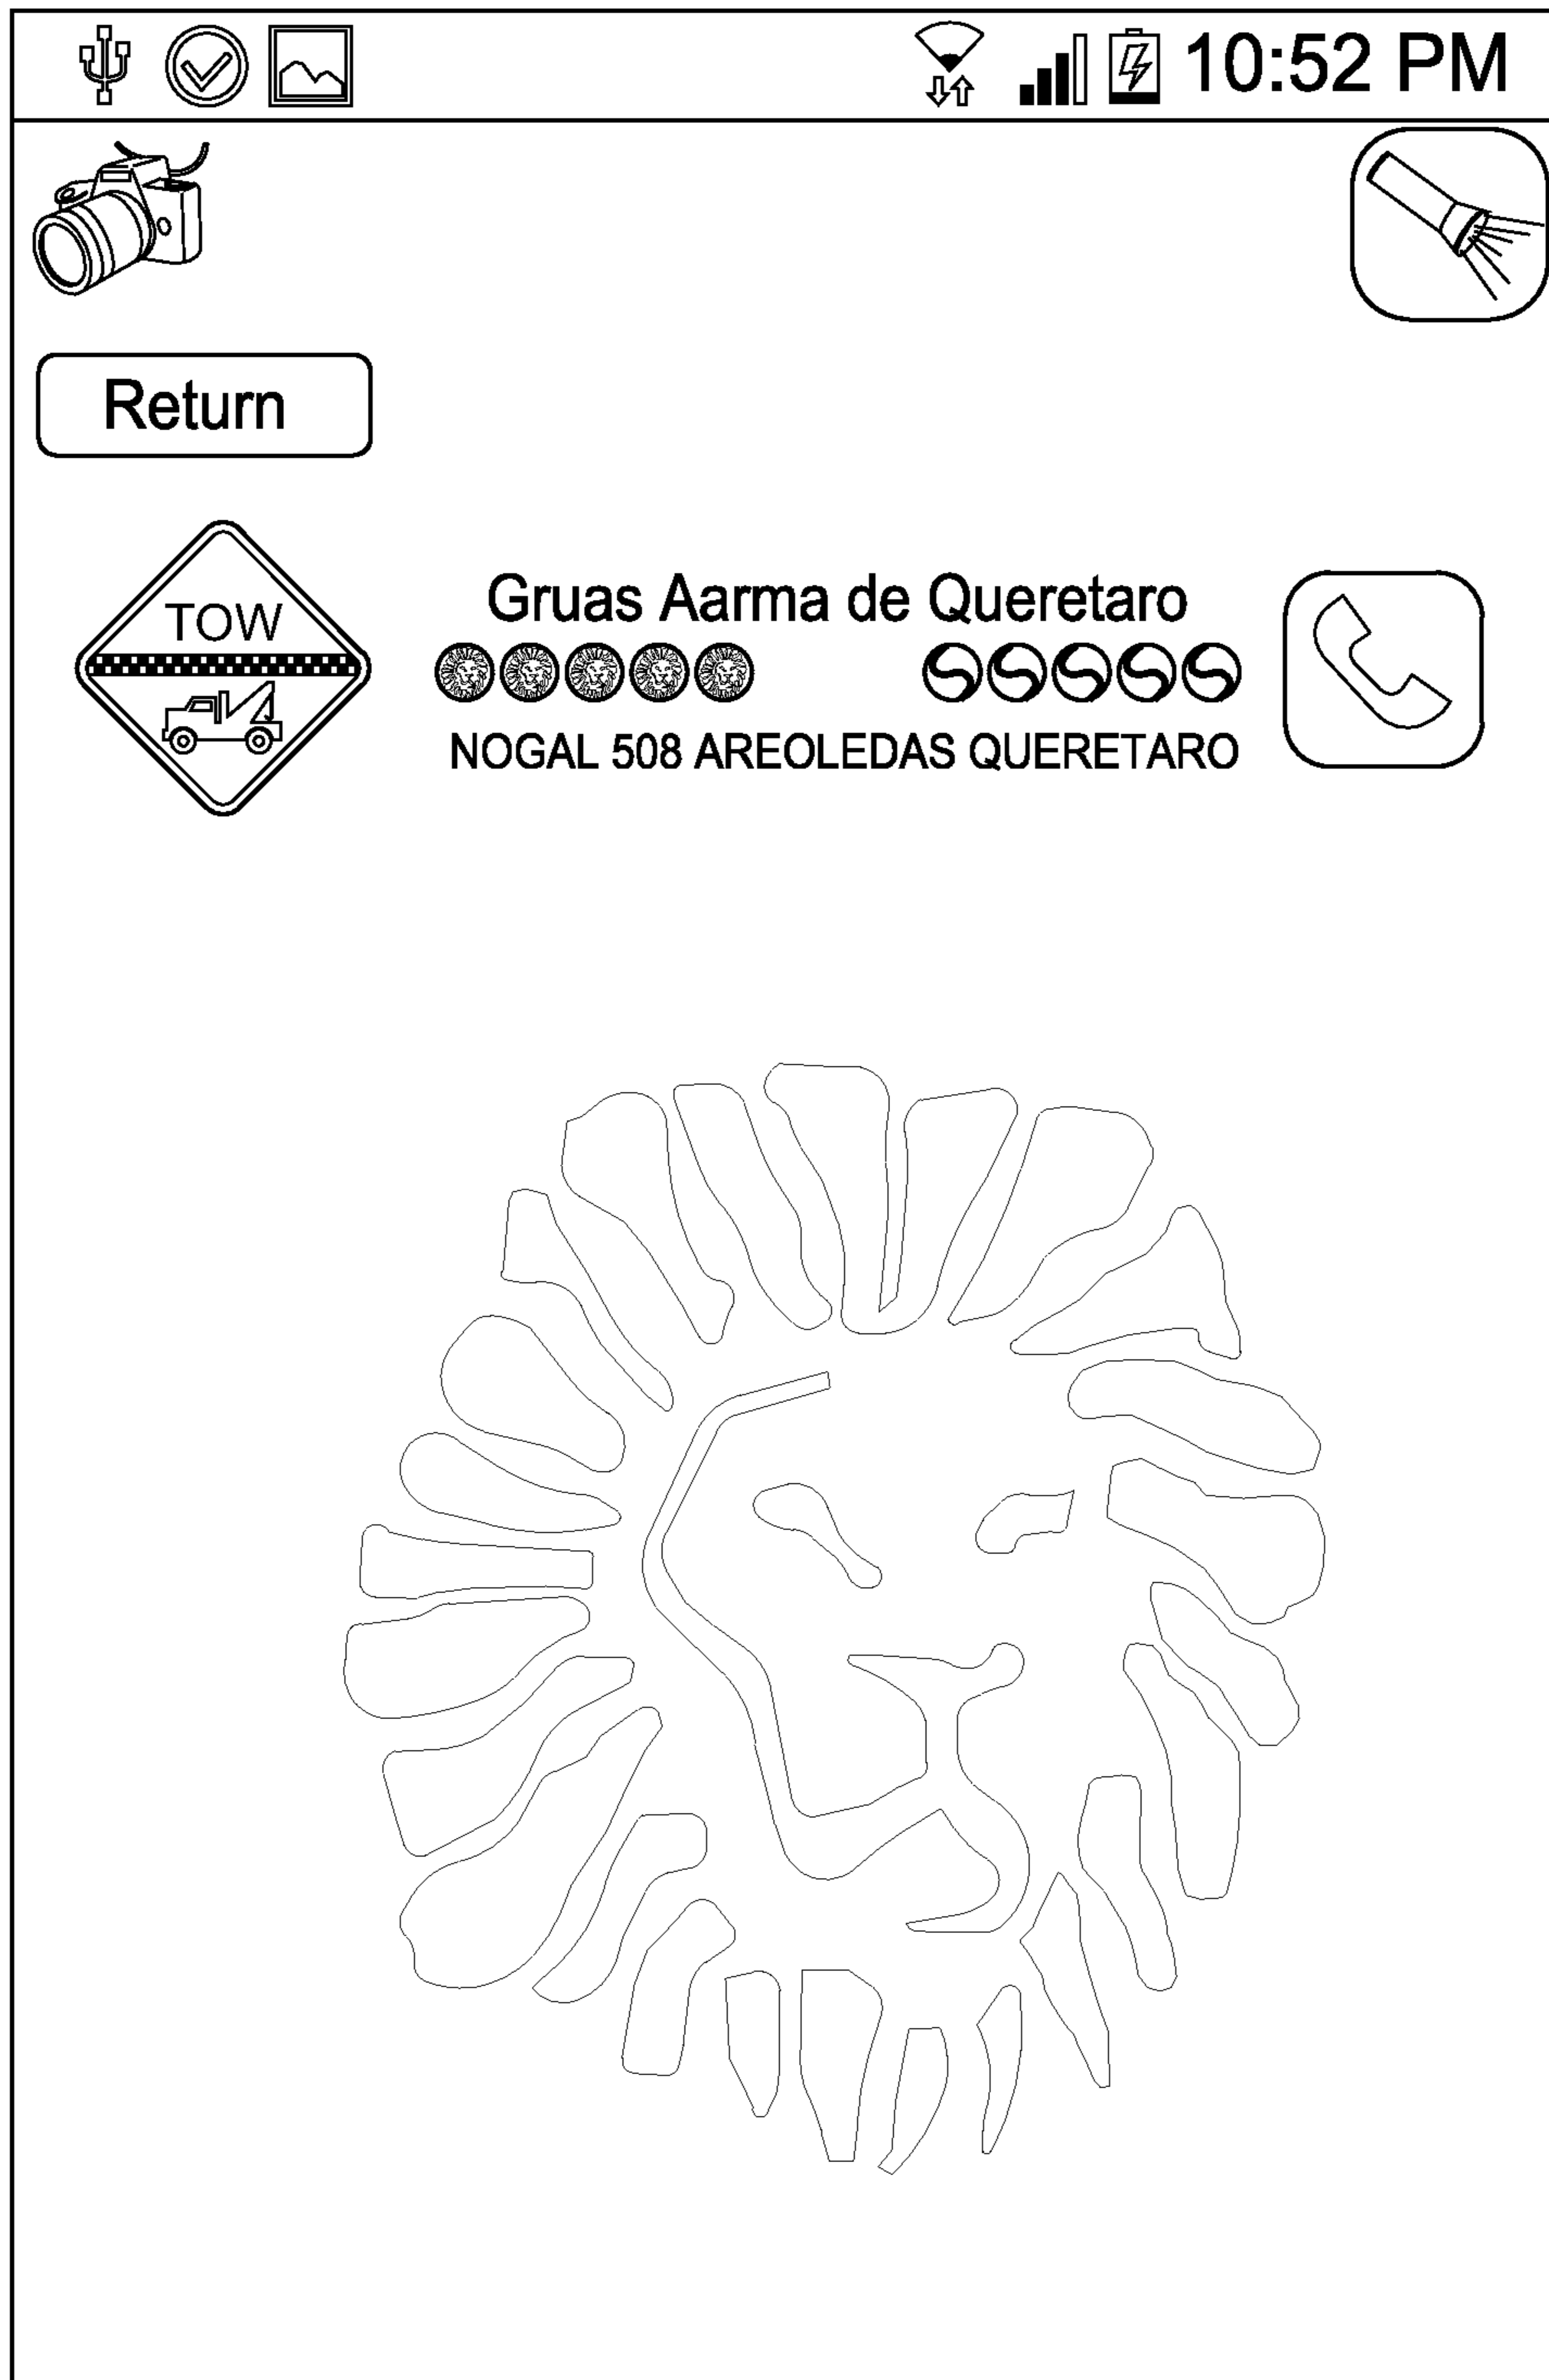 10:52 PM
Return
TOW
Gruas Aarma de Queretaro
NOGAL 508 AREOLEDAS QUERETARO